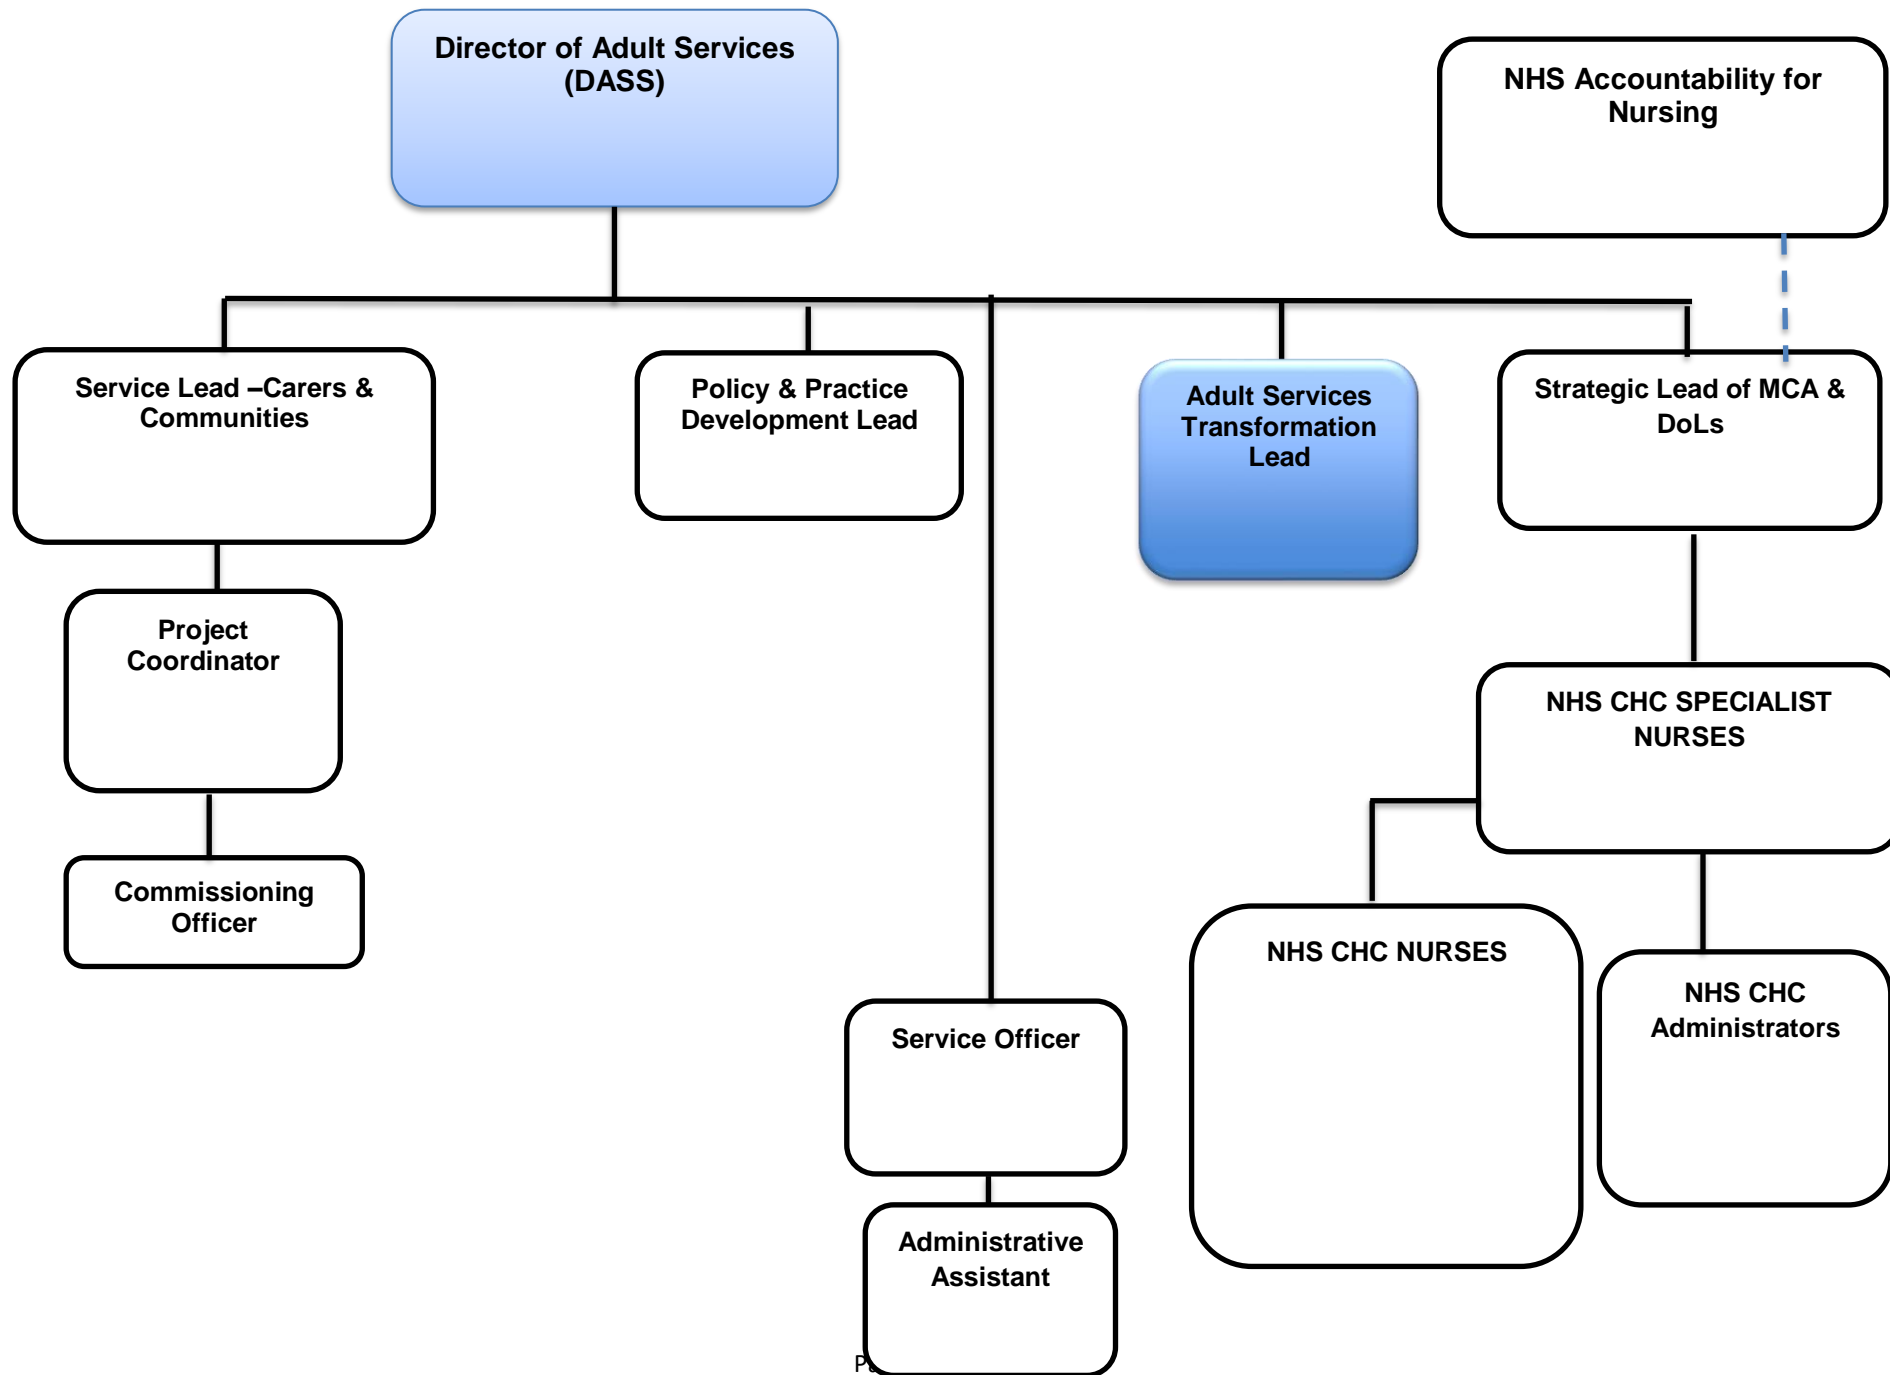 Director of Adult Services
(DASS)
NHS Accountability for
Nursing
Service Lead –Carers &
Communities
Policy & Practice
Development Lead
Adult Services
Transformation
Lead
Strategic Lead of MCA &
DoLs
Project
Coordinator
NHS CHC SPECIALIST
NURSES
Commissioning
Officer
NHS CHC NURSES
NHS CHC
Administrators
Service Officer
Administrative
Assistant